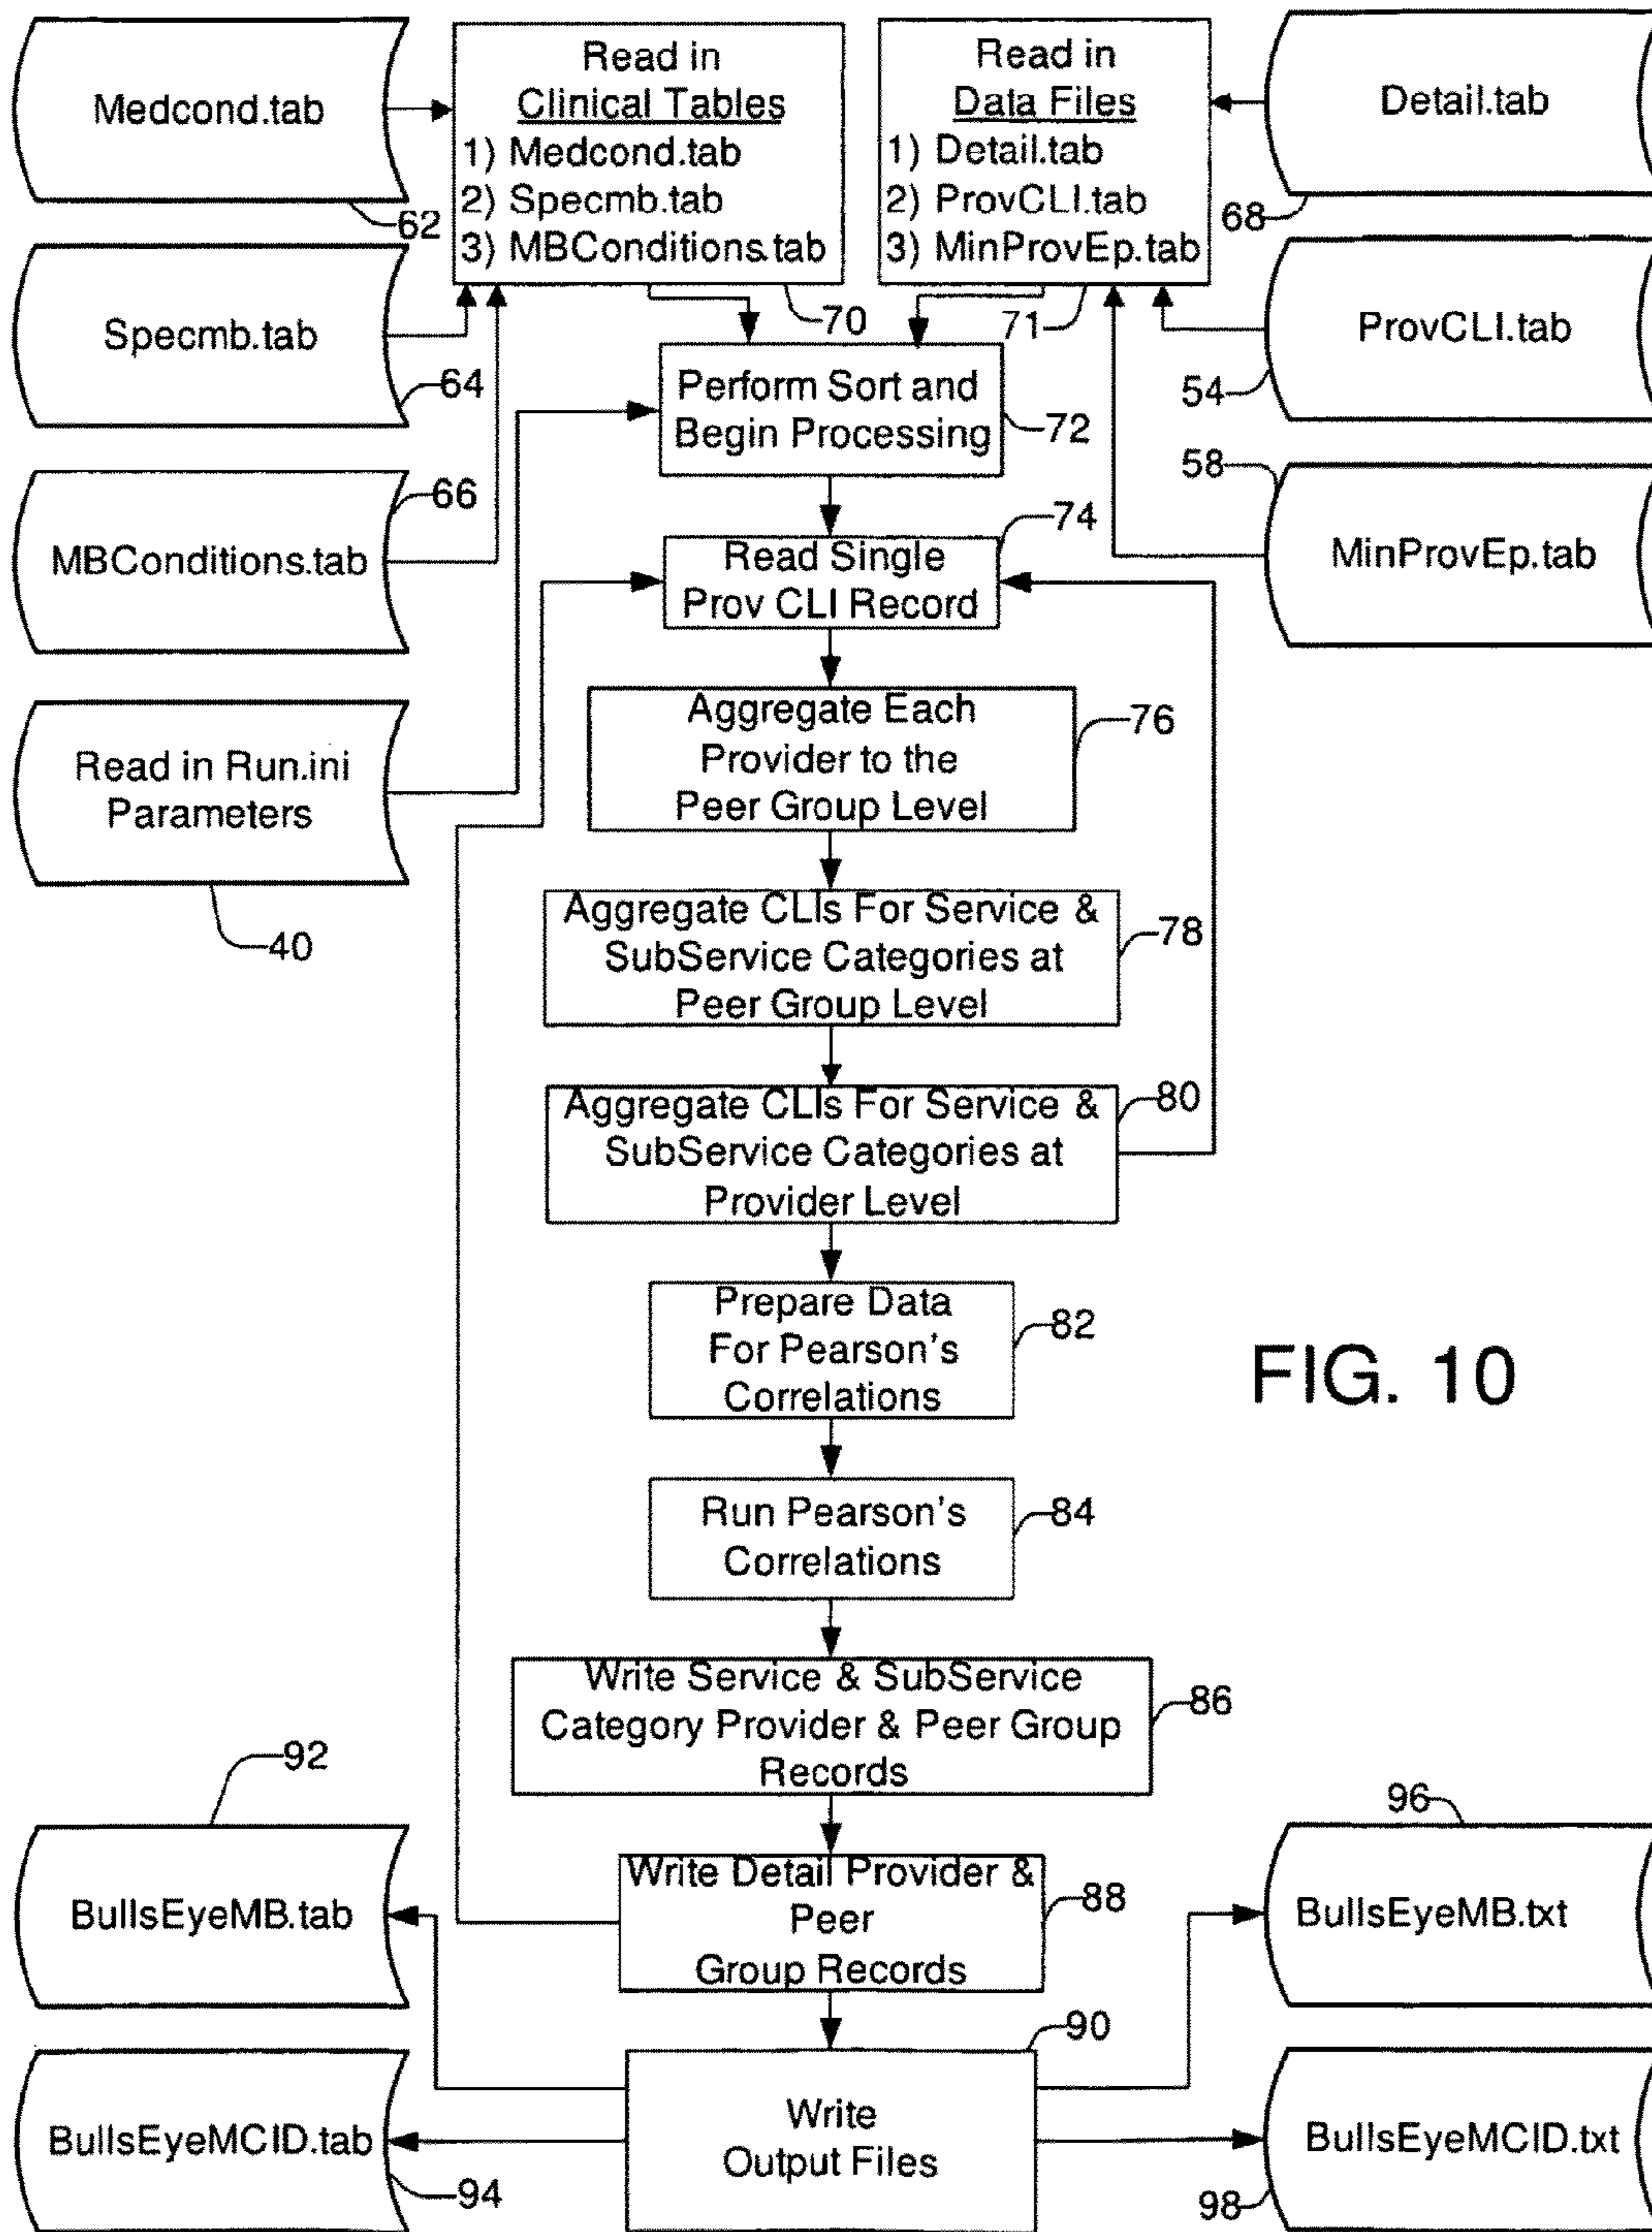 Medcond.tab
62
Read in
Clinical Tables
1) Medcond.tab
2) Specmb.tab
3) MBConditions.tab
70
Read in
Data Files
1) Detail.tab
2) ProvCLI.tab
3) MinProvEp.tab
71
Detail.tab
68
Specmb.tab
64
ProvCLI.tab
54
Perform Sort and
Begin Processing
72
MBConditions.tab
66
MinProvEp.tab
58
Read Single
Prov CLI Record
74
Read in Run.ini
Parameters
40
Aggregate Each
Provider to the
Peer Group Level
76
Aggregate CLIs For Service &
SubService Categories at
Peer Group Level
78
Aggregate CLIs For Service &
SubService Categories at
Provider Level
80
Prepare Data
For Pearson's
Correlations
82
FIG. 10
Run Pearson's
Correlations
84
Write Service & SubService
Category Provider & Peer Group
Records
86
Write Detail Provider &
Peer
Group Records
88
92
BullsEyeMB.tab
96
BullsEyeMB.txt
90
Write
Output Files
BullsEyeMCID.tab
94
BullsEyeMCID.txt
98